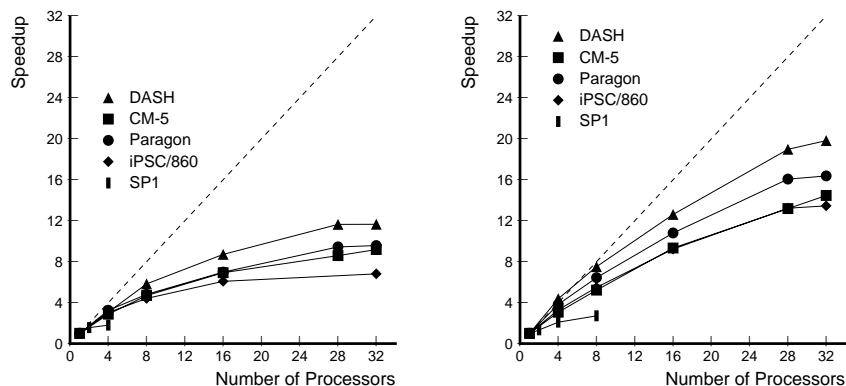 Speedup
32
28
24
20
16
12
8
4
0
DASH
CM-5
Paragon
iPSC/860
SP1
0 4 8 12 16 20 24 28 32
Number of Processors
Speedup
32
28
24
20
16
12
8
4
0
DASH
CM-5
Paragon
iPSC/860
SP1
0 4 8 12 16 20 24 28 32
Number of Processors